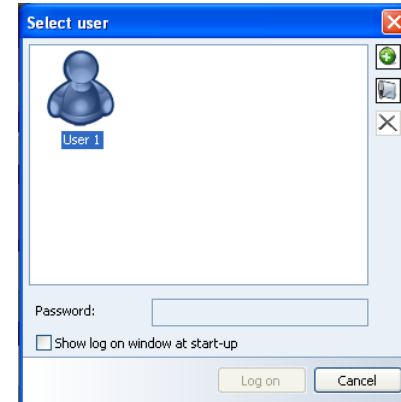 Select user
User 1
Password:
Show log on window at start-up
Log on
Cancel